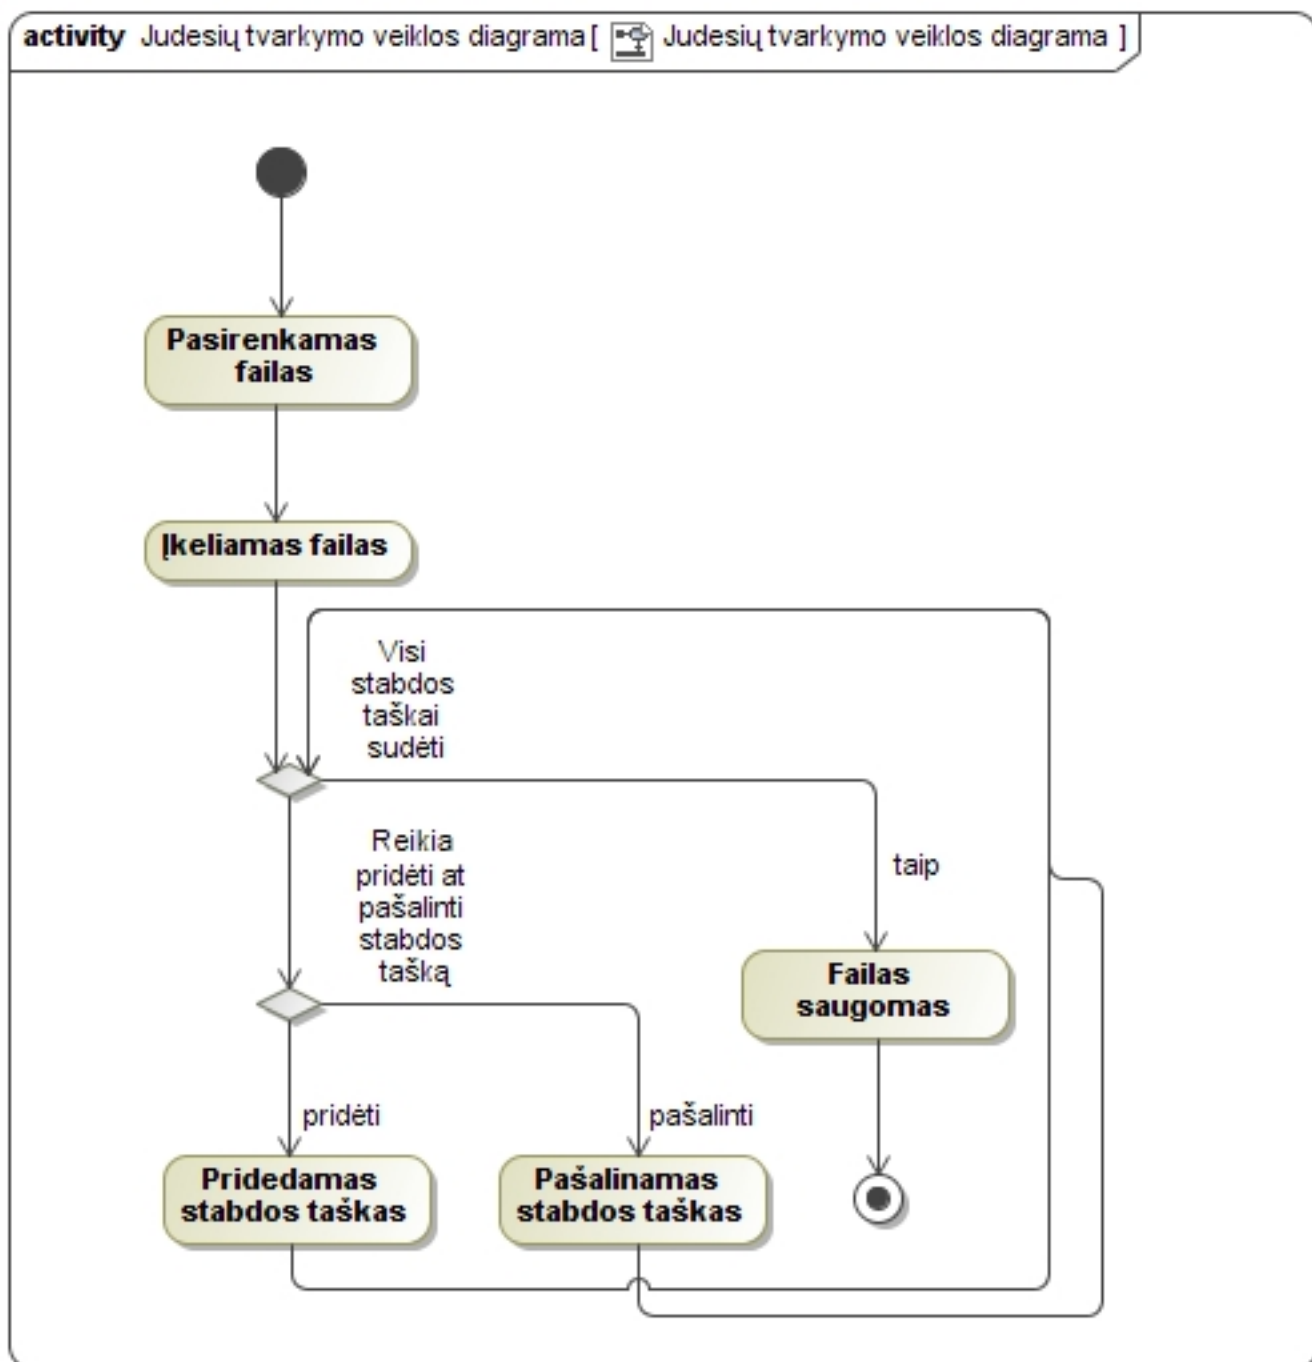 activity Judesių tvarkymo veiklos diagrama [ Judesių tvarkymo veiklos diagrama ]
Pasirenkamas
failas
Įkeliamas failas
Visi
stabdos
taškai
sudėti
Reikia
pridėti at
pašalinti
stabdos
tašką
taip
Failas
saugomas
pridėti
pašalinti
Pridedamas
stabdos taškas
Pašalinamas
stabdos taškas